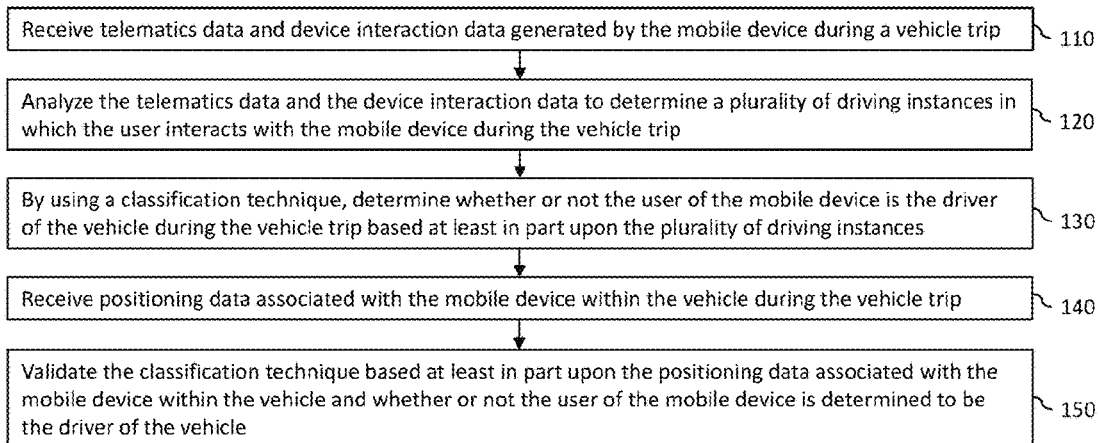 Receive telematics data and device interaction data generated by the mobile device during a vehicle trip
110
Analyze the telematics data and the device interaction data to determine a plurality of driving instances in
which the user interacts with the mobile device during the vehicle trip
120
By using a classification technique, determine whether or not the user of the mobile device is the driver
of the vehicle during the vehicle trip based at least in part upon the plurality of driving instances
130
Receive positioning data associated with the mobile device within the vehicle during the vehicle trip
140
Validate the classification technique based at least in part upon the positioning data associated with the
mobile device within the vehicle and whether or not the user of the mobile device is determined to be
the driver of the vehicle
150